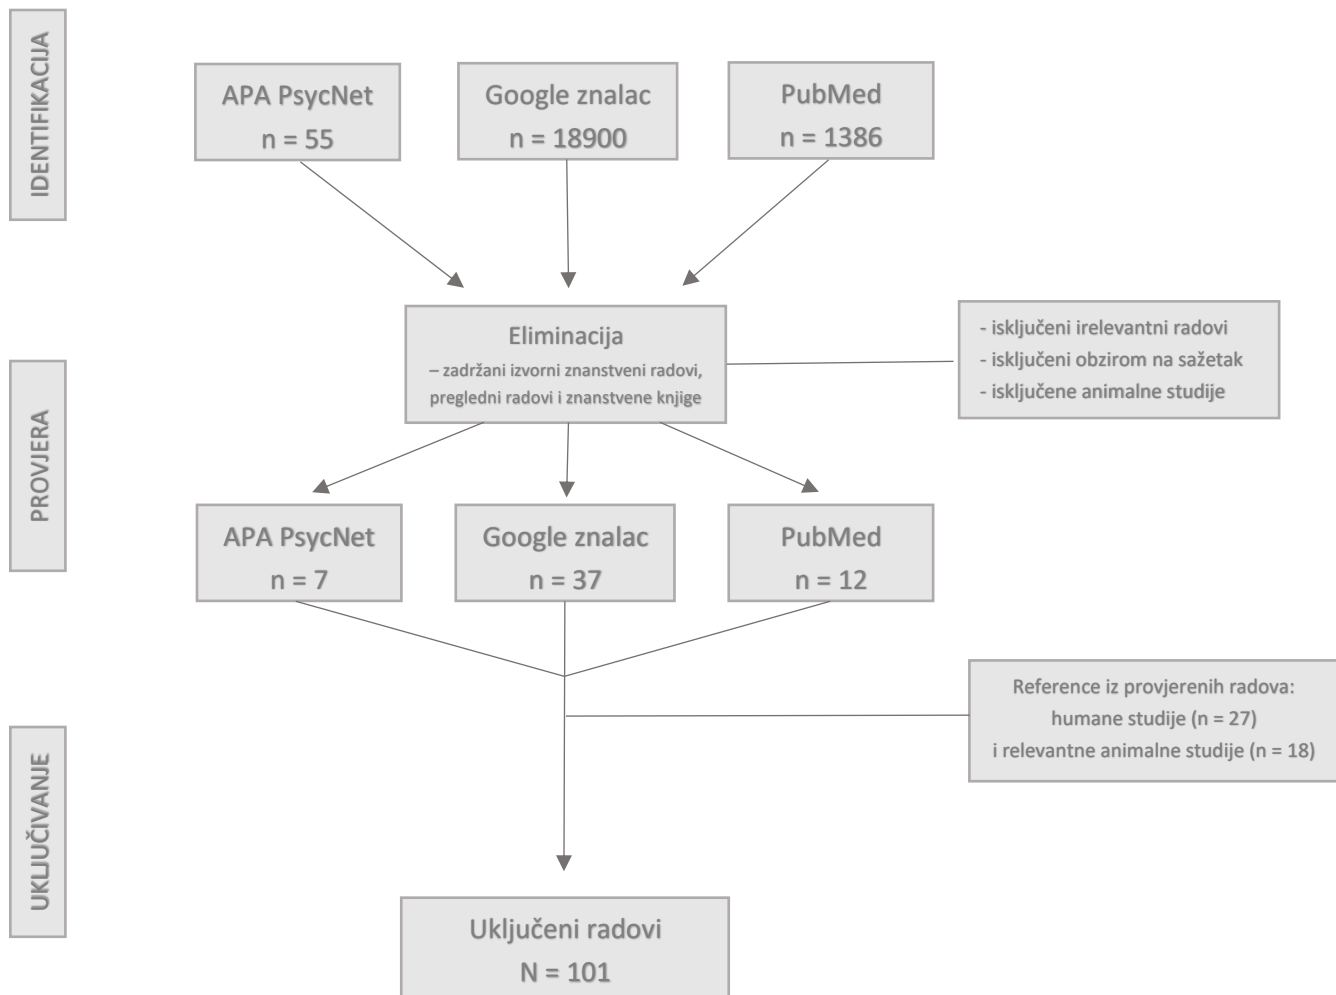 IDENTIFIKACIJA
APA PsycNet
n = 55
Google znalac
n = 18900
PubMed
n = 1386
Eliminacija
– zadržani izvorni znanstveni radovi,
pregledni radovi i znanstvene knjige
- isključeni irelevantni radovi
- isključeni obzirom na sažetak
- isključene animalne studije
PROVJERA
APA PsycNet
n = 7
Google znalac
n = 37
PubMed
n = 12
Reference iz provjerenih radova:
humane studije (n = 27)
i relevantne animalne studije (n = 18)
UKLJUČIVANJE
Uključeni radovi
N = 101